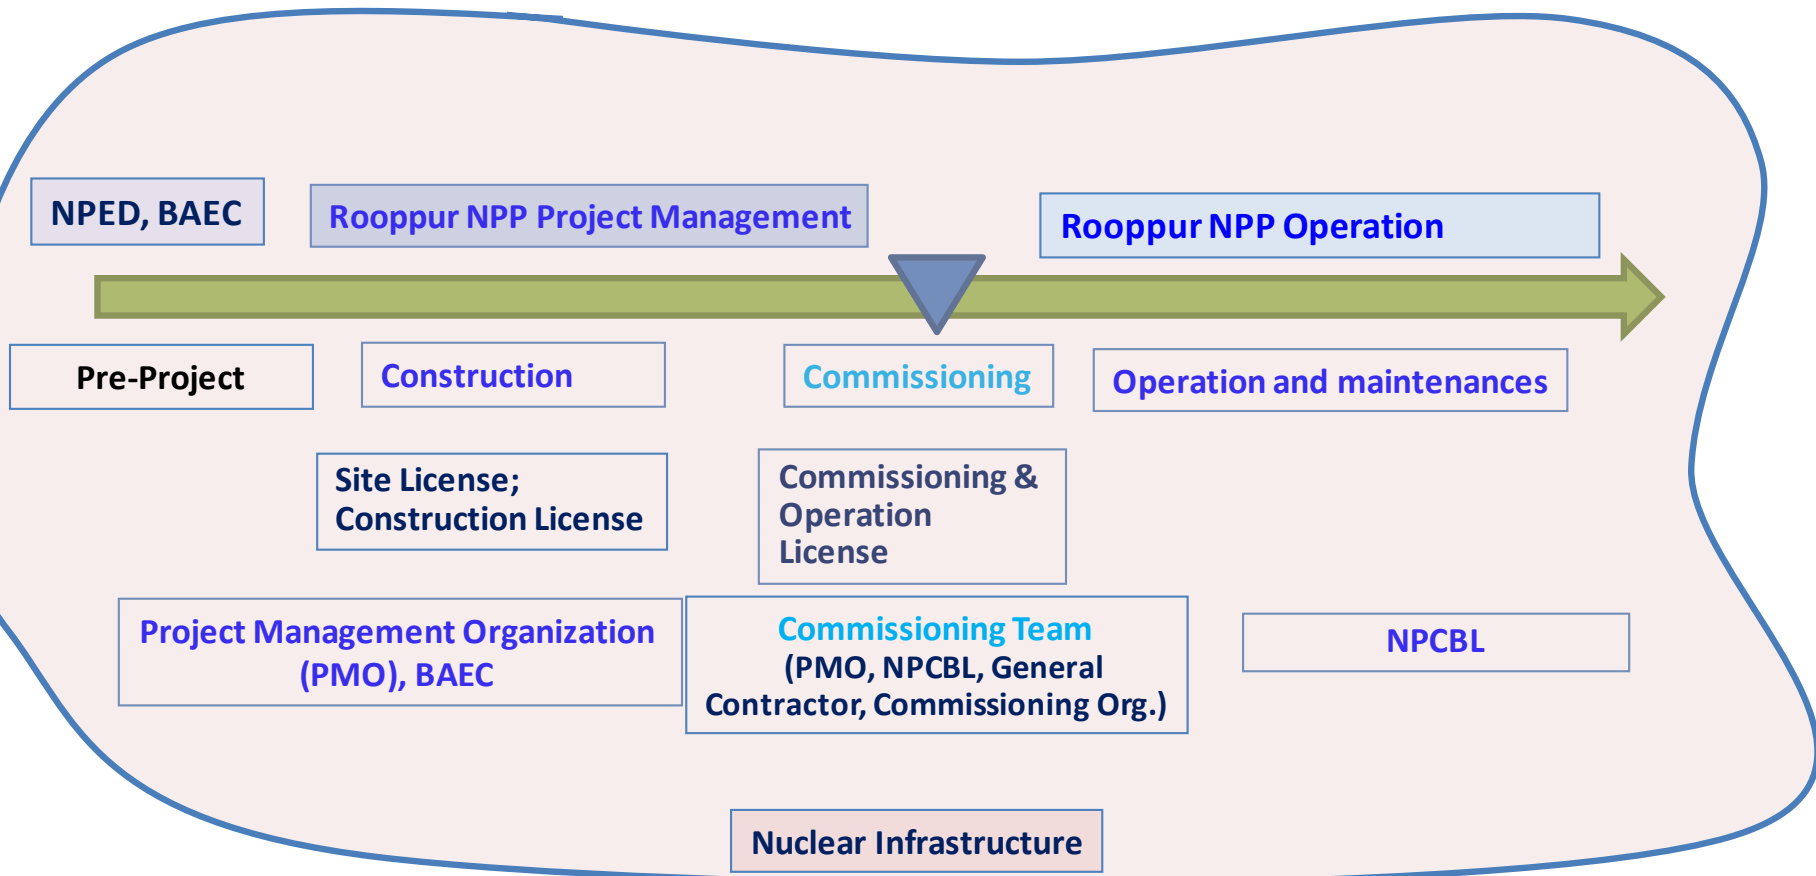 NPED, BAEC
Rooppur NPP Project Management
Rooppur NPP Operation
Pre-Project
Construction
Commissioning
Operation and maintenances
Site License;
Construction License
Commissioning &
Operation
License
Project Management Organization
(PMO), BAEC
Commissioning Team
(PMO, NPCBL, General
Contractor, Commissioning Org.)
NPCBL
Nuclear Infrastructure